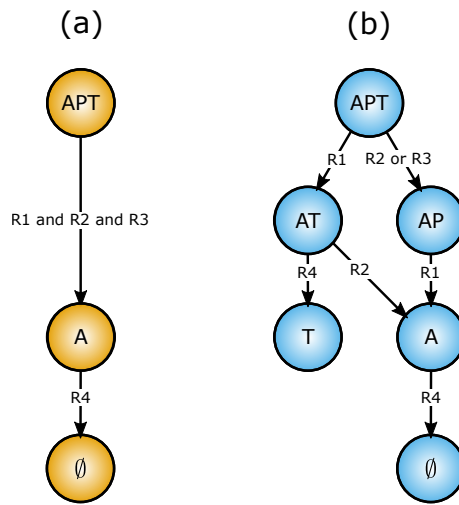 (a)
APT
R1 and R2 and R3
A
R4
∅
(b)
APT
R1
R2 or R3
AT
AP
R4
R2
R1
T
A
R4
∅